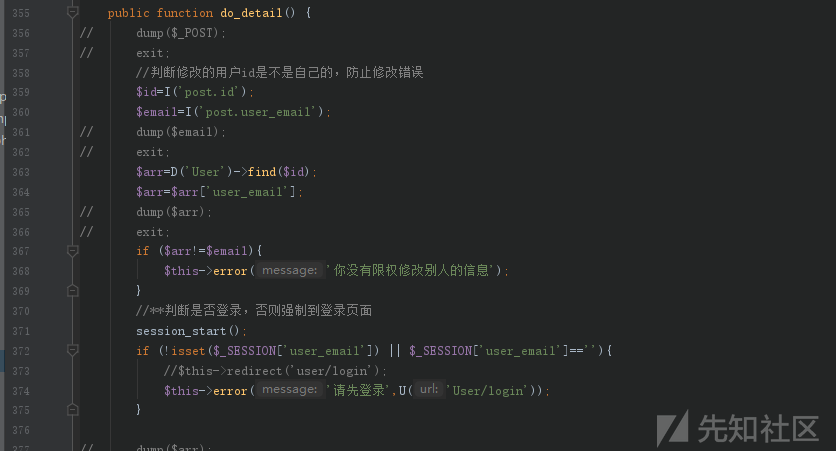 355 public function do_detail() {
356 // dump($_POST);
357 // exit;
358 //判断修改的用户id是不是自己的，防止修改错误
359 $id=I('post.id');
360 $email=I('post.user_email');
361 // dump($email);
362 // exit;
363 $arr=D('User')->find($id);
364 $arr=$arr['user_email'];
365 // dump($arr);
366 // exit;
367 if ($arr!=$email){
368 $this->error( message: '你没有限权修改别人的信息');
369 }
370 //**判断是否登录，否则强制到登录页面
371 session_start();
372 if (!isset($_SESSION['user_email']) || $_SESSION['user_email']==''){
373 //$this->redirect('user/login');
374 $this->error( message: '请先登录',U( url: 'User/login'));
375 }
376
377 // dump($arr);
先知社区